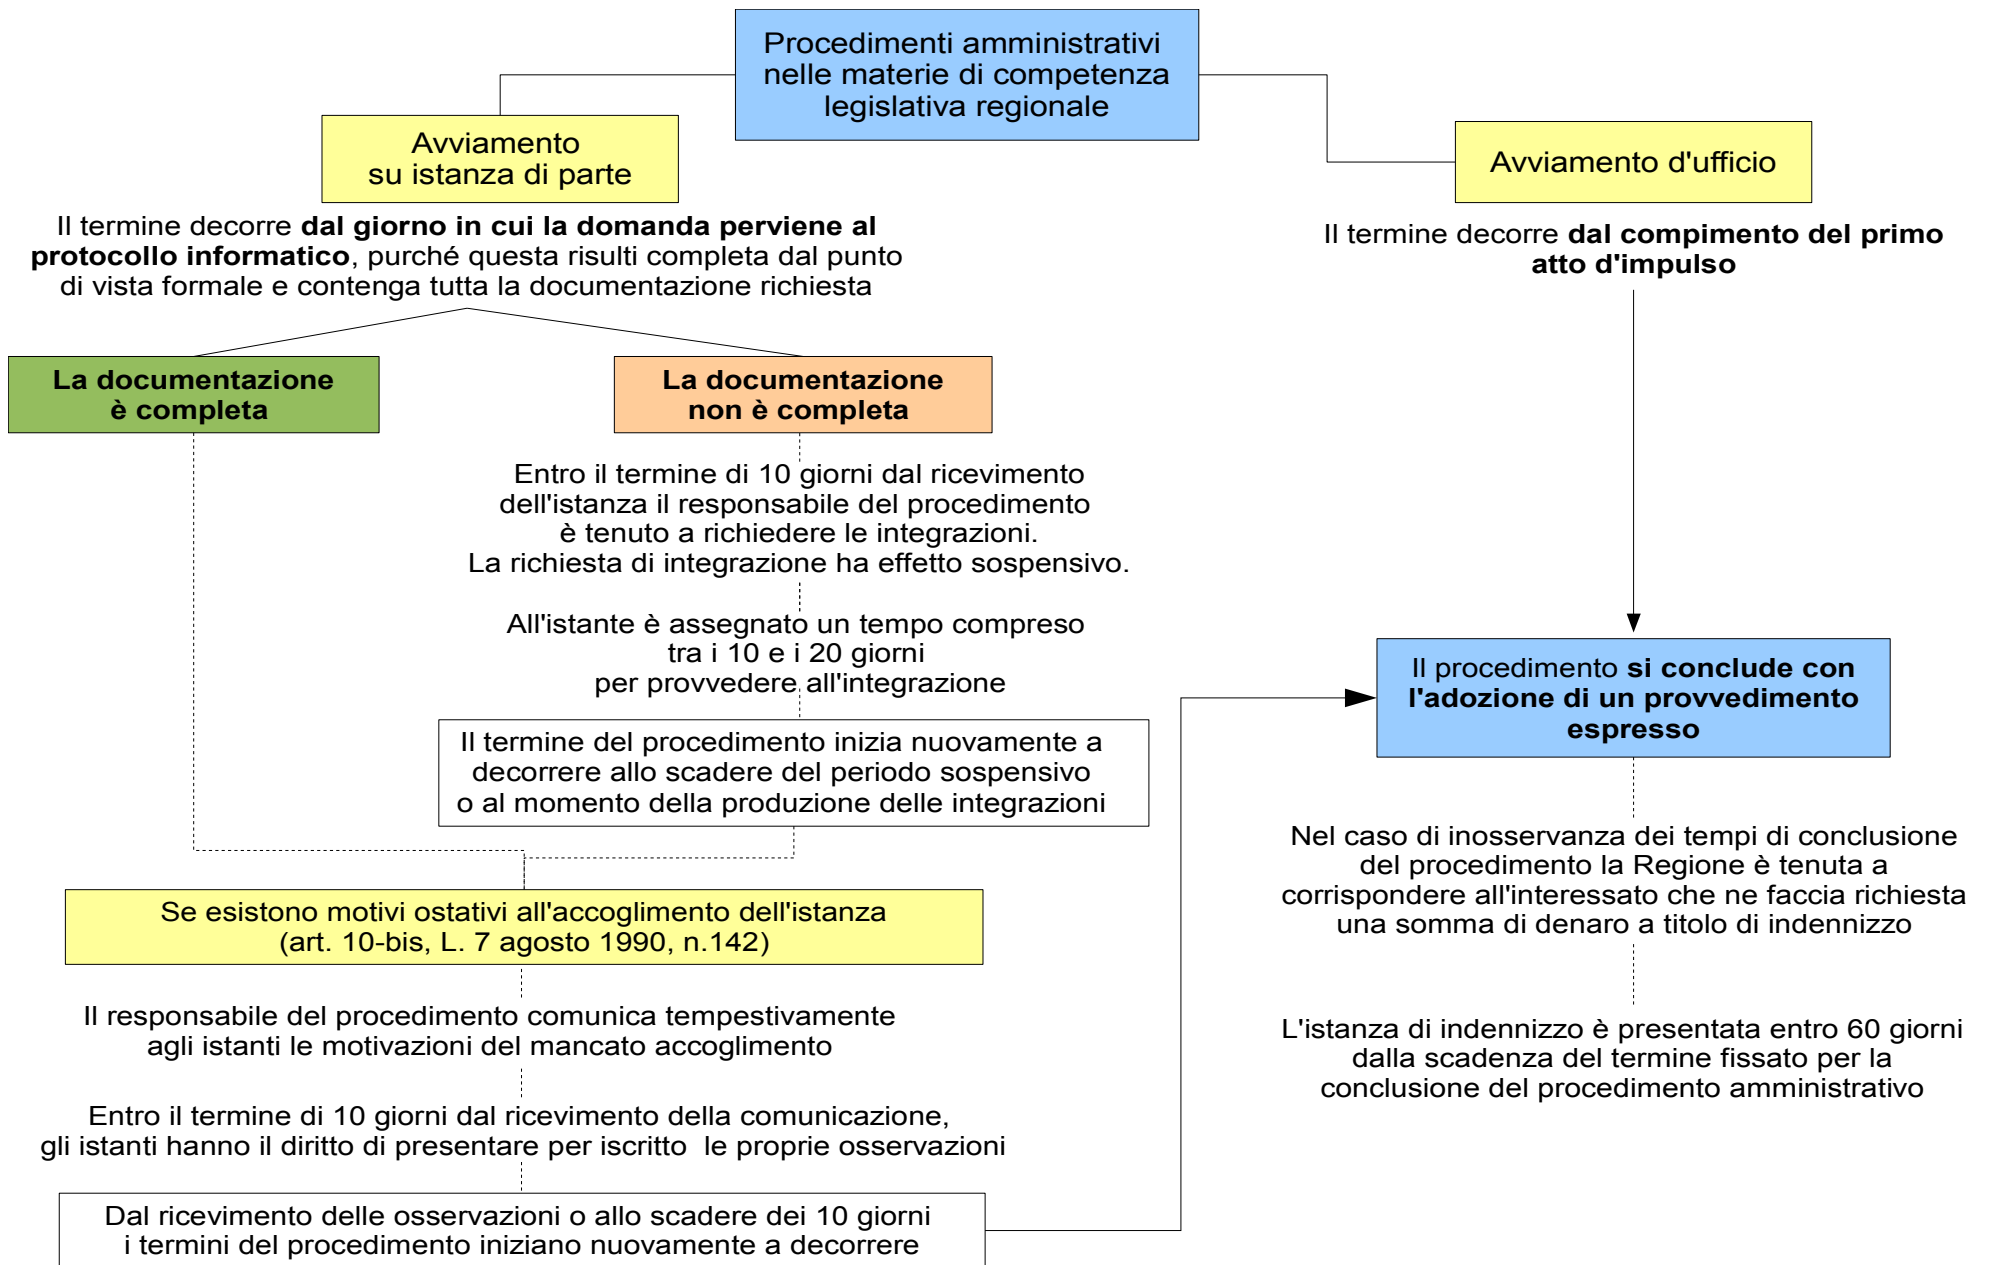 Procedimenti amministrativi
nelle materie di competenza
legislativa regionale
Avviamento
su istanza di parte
Avviamento d'ufficio
Il termine decorre dal giorno in cui la domanda perviene al
protocollo informatico, purché questa risulti completa dal punto
di vista formale e contenga tutta la documentazione richiesta
Il termine decorre dal compimento del primo
atto d'impulso
La documentazione
è completa
La documentazione
non è completa
Entro il termine di 10 giorni dal ricevimento
dell'istanza il responsabile del procedimento
è tenuto a richiedere le integrazioni.
La richiesta di integrazione ha effetto sospensivo.
All'istante è assegnato un tempo compreso
tra i 10 e i 20 giorni
per provvedere all'integrazione
Il termine del procedimento inizia nuovamente a
decorrere allo scadere del periodo sospensivo
o al momento della produzione delle integrazioni
Se esistono motivi ostativi all'accoglimento dell'istanza
(art. 10-bis, L. 7 agosto 1990, n.142)
Il responsabile del procedimento comunica tempestivamente
agli istanti le motivazioni del mancato accoglimento
Entro il termine di 10 giorni dal ricevimento della comunicazione,
gli istanti hanno il diritto di presentare per iscritto  le proprie osservazioni
Dal ricevimento delle osservazioni o allo scadere dei 10 giorni
i termini del procedimento iniziano nuovamente a decorrere
Il procedimento si conclude con
l'adozione di un provvedimento
espresso
Nel caso di inosservanza dei tempi di conclusione
del procedimento la Regione è tenuta a
corrispondere all'interessato che ne faccia richiesta
una somma di denaro a titolo di indennizzo
L'istanza di indennizzo è presentata entro 60 giorni
dalla scadenza del termine fissato per la
conclusione del procedimento amministrativo